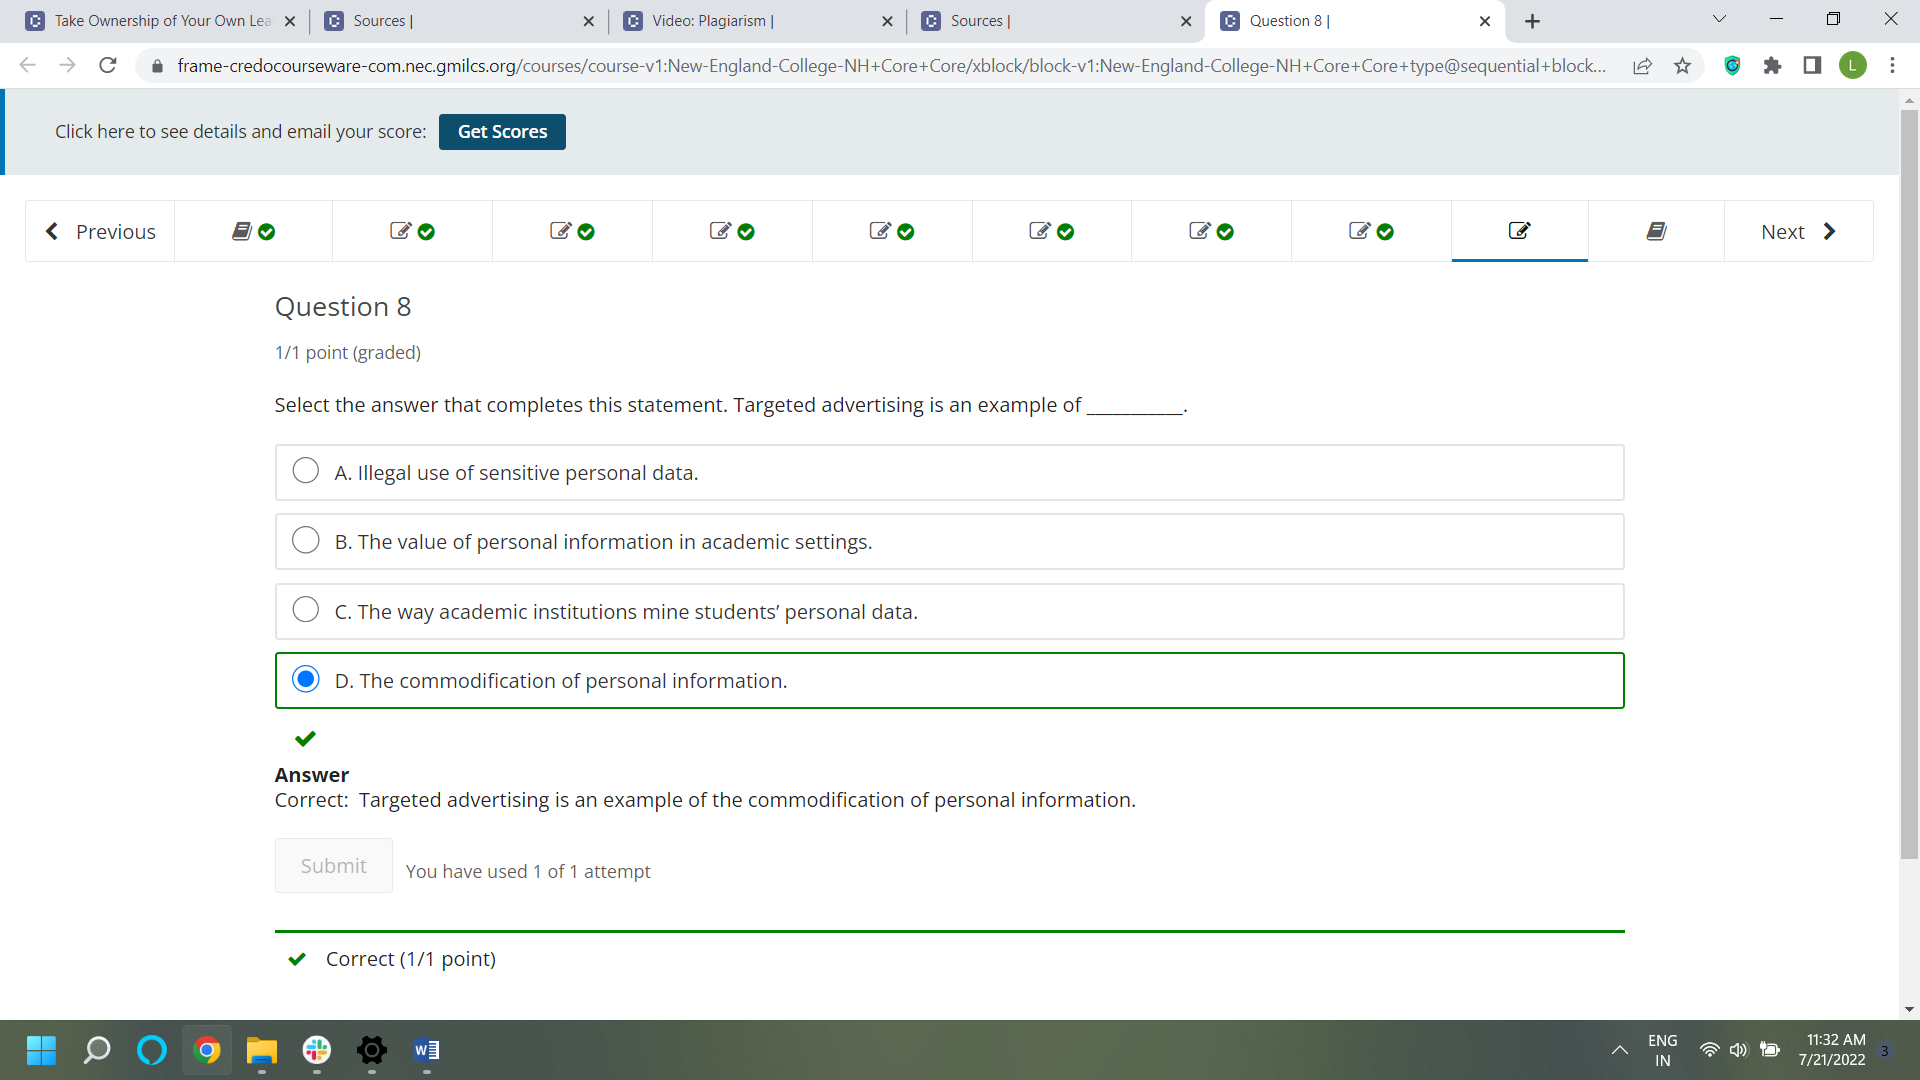 Take Ownership of Your Own Lea
Sources |
Video: Plagiarism |
Sources |
Question 8 |
frame-credocourseware-com.nec.gmilcs.org/courses/course-v1:New-England-College-NH+Core+Core/xblock/block-v1:New-England-College-NH+Core+Core+type@sequential+block...
L
Click here to see details and email your score: Get Scores
Previous
Next
Question 8
1/1 point (graded)
Select the answer that completes this statement. Targeted advertising is an example of ___________.
A. Illegal use of sensitive personal data.
B. The value of personal information in academic settings.
C. The way academic institutions mine students’ personal data.
D. The commodification of personal information.
Answer
Correct: Targeted advertising is an example of the commodification of personal information.
Submit You have used 1 of 1 attempt
Correct (1/1 point)
W
ENG
IN
11:32 AM
7/21/2022
3